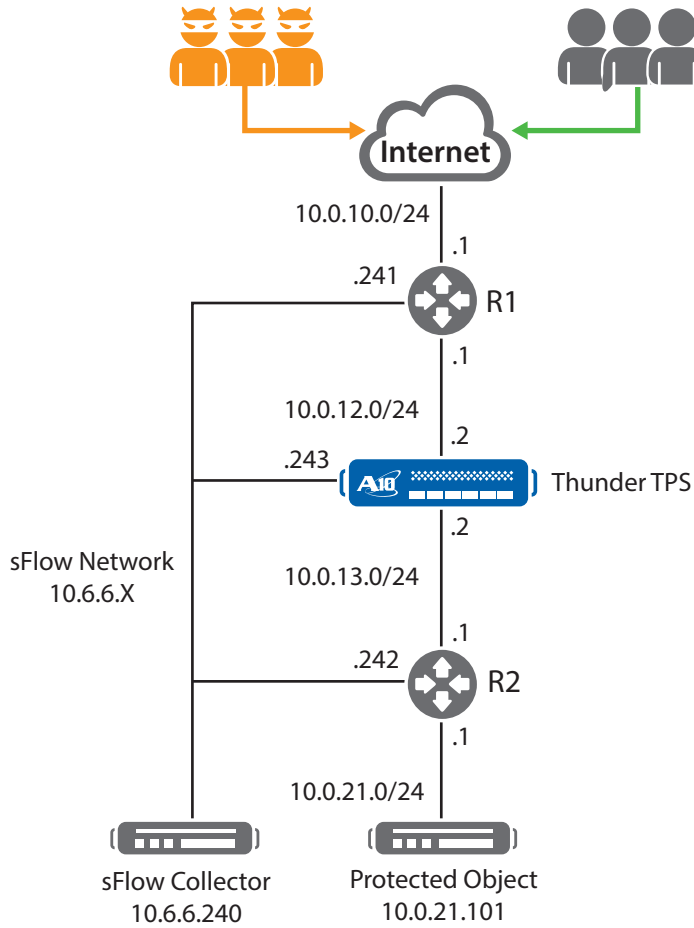 Internet
10.0.10.0/24
.1
.241
R1
.1
10.0.12.0/24
.2
.243
A10
Thunder TPS
.2
sFlow Network
10.6.6.X
10.0.13.0/24
.1
.242
R2
.1
10.0.21.0/24
sFlow Collector
10.6.6.240
Protected Object
10.0.21.101